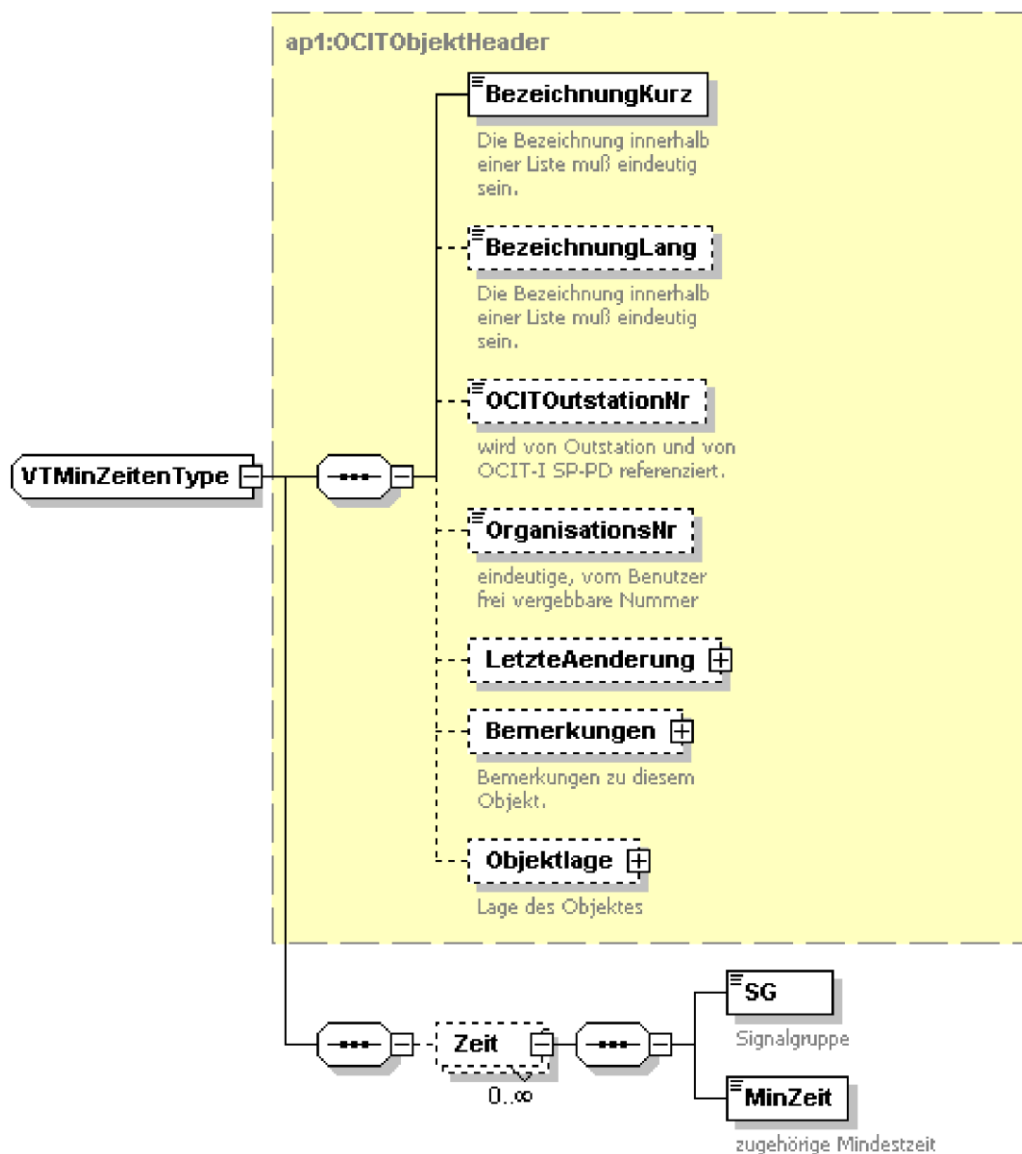 ap1:OCITObjektHeader
BezeichnungKurz
Die Bezeichnung innerhalb
einer Liste muß eindeutig
sein.
BezeichnungLang
Die Bezeichnung innerhalb
einer Liste muß eindeutig
sein.
OCITOutstationNr
wird von Outstation und von
OCIT-I SP-PD referenziert.
VTMinZeitenType
OrganisationsNr
eindeutige, vom Benutzer
frei vergebbare Nummer
LetzteAenderung
Bemerkungen
Bemerkungen zu diesem
Objekt.
Objektlage
Lage des Objektes
SG
Signalgruppe
Zeit
0..∞
MinZeit
zugehörige Mindestzeit